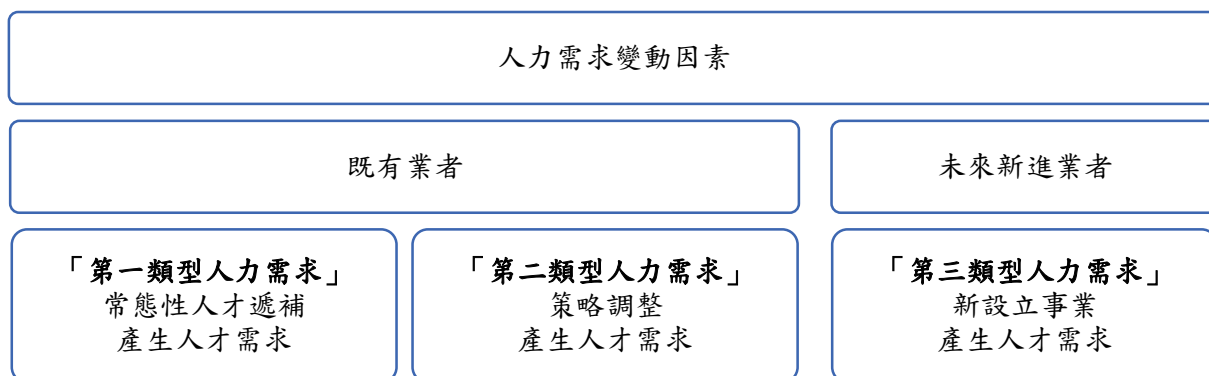 人力需求變動因素
既有業者
未來新進業者
「第一類型人力需求」
常態性人才遞補
產生人才需求
「第二類型人力需求」
策略調整
產生人才需求
「第三類型人力需求」
新設立事業
產生人才需求